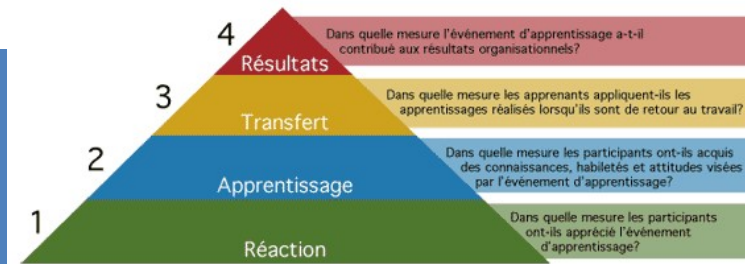 4
Résultats
Dans quelle mesure l'événement d'apprentissage a-t-il
contribué aux résultats organisationnels?
3
Transfert
Dans quelle mesure les apprenants appliquent-ils les
apprentissages réalisés lorsqu'ils sont de retour au travail?
2
Apprentissage
Dans quelle mesure les participants ont-ils acquis
des connaissances, habiletés et attitudes visées
par l'événement d'apprentissage?
1
Réaction
Dans quelle mesure les participants
ont-ils apprécié l'événement
d'apprentissage?